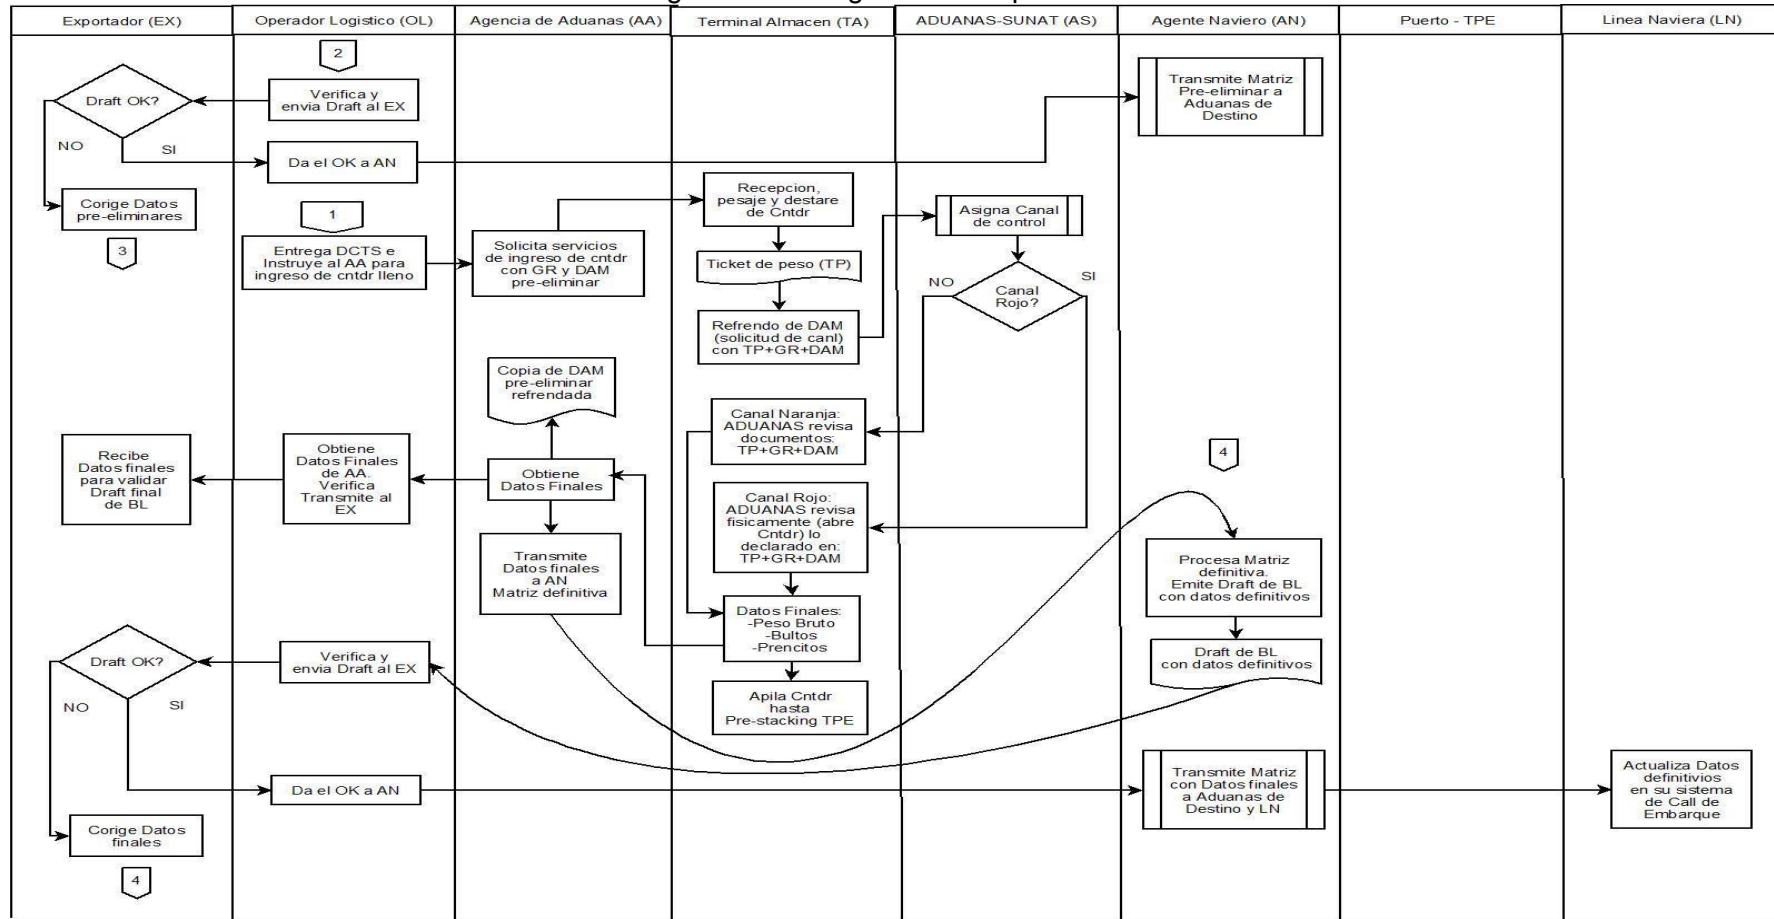 Exportador (EX)
Operador Logistico (OL)
Agencia de Aduanas (AA)
Terminal Almacen (TA)
ADUANAS-SUNAT (AS)
Agente Naviero (AN)
Puerto - TPE
Linea Naviera (LN)
2
Draft OK?
Verifica y
envia Draft al EX
Transmite Matriz
Pre-eliminar a
Aduanas de
Destino
NO
SI
Da el OK a AN
Corige Datos
pre-eliminares
3
1
Entrega DCTS e
Instruye al AA para
ingreso de cntdr lleno
Solicita servicios
de ingreso de cntdr
con GR y DAM
pre-eliminar
Recepcion,
pesaje y destare
de Cntdr
Ticket de peso (TP)
Refrendo de DAM
(solicitud de canl)
con TP+GR+DAM
Asigna Canal
de control
NO
Canal
Rojo?
SI
Copia de DAM
pre-eliminar
refrendada
Canal Naranja:
ADUANAS revisa
documentos:
TP+GR+DAM
Recibe
Datos finales
para validar
Draft final
de BL
Obtiene
Datos Finales
de AA.
Verifica
Transmite al
EX
Obtiene
Datos Finales
Canal Rojo:
ADUANAS revisa
fisicamente (abre
Cntdr) lo
declarado en:
TP+GR+DAM
4
Transmite
Datos finales
a AN
Matriz definitiva
Procesa Matriz
definitiva.
Emite Draft de BL
con datos definitivos
Datos Finales:
-Peso Bruto
-Bultos
-Prencitos
Draft OK?
Verifica y
envia Draft al EX
Draft de BL
con datos definitivos
NO
SI
Apila Cntdr
hasta
Pre-stacking TPE
Da el OK a AN
Transmite Matriz
con Datos finales
a Aduanas de
Destino y LN
Actualiza Datos
definitivios
en su sistema
de Call de
Embarque
Corige Datos
finales
4